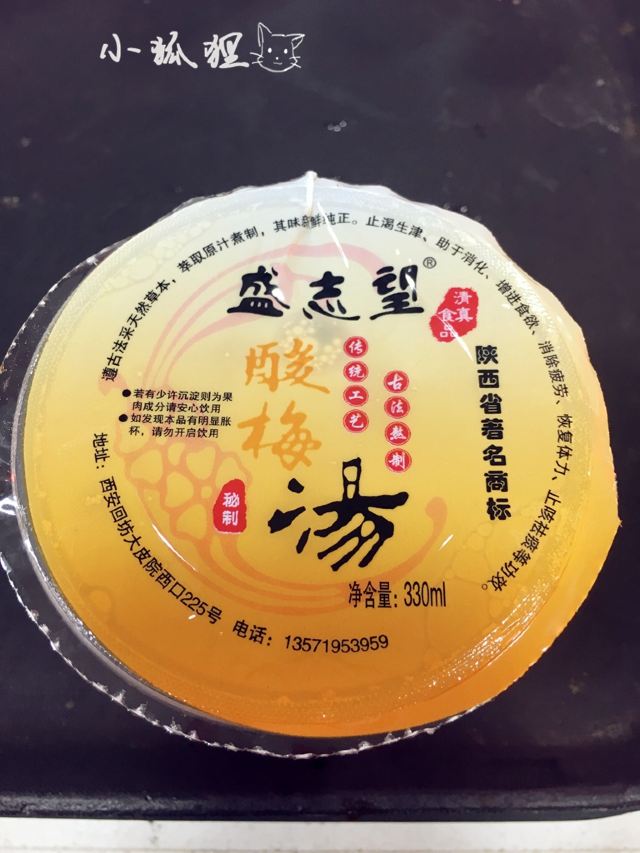 小狐狸
遵古法采天然草本，萃取原汁煮制，其味新鲜纯正。止渴生津、助于消化、增进食欲、消除疲劳、恢复体力、止咳祛痰等功效。
盛志望®
清真
食品
酸梅
汤
传统工艺
古法熬制
陕西省著名商标
●若有少许沉淀则为果
肉成分请安心饮用
●如发现本品有明显胀
杯，请勿开启饮用
秘制
净含量：330ml
地址：西安回坊大皮院西口225号 电话：13571953959